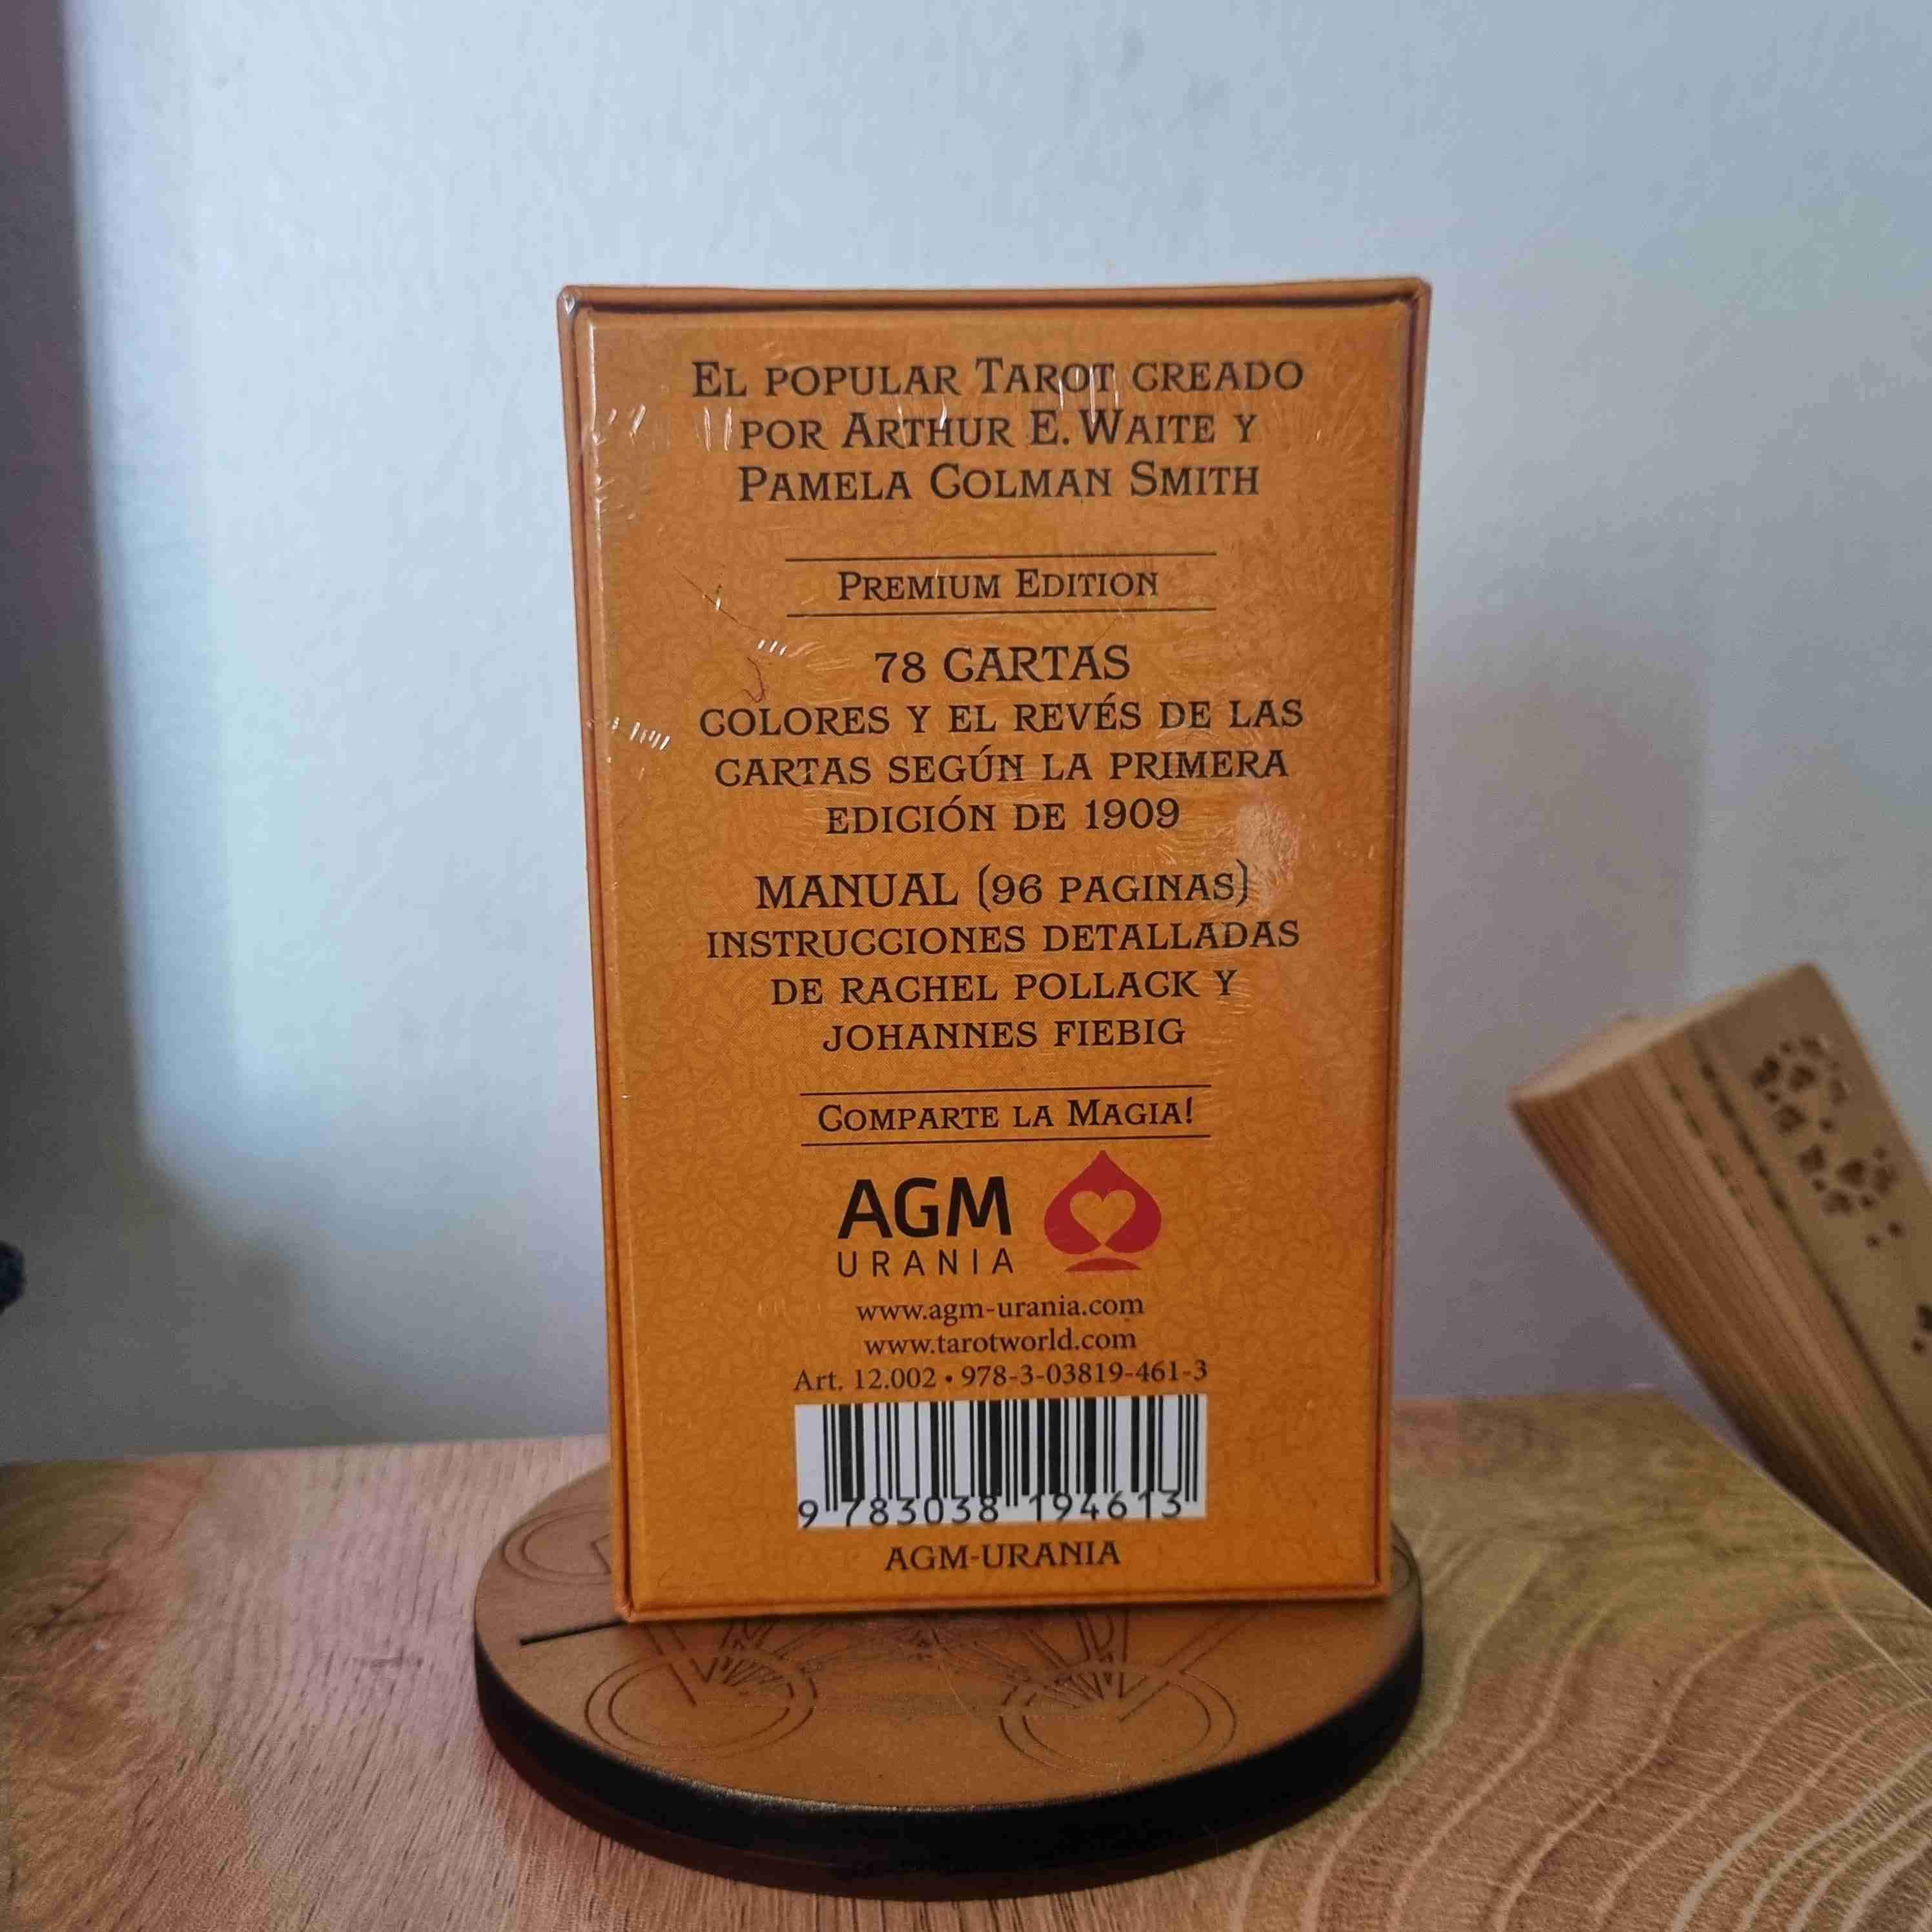 El popular Tarot creado
por Arthur E. Waite y
Pamela Colman Smith
Premium Edition
78 CARTAS
COLORES Y EL REVÉS DE LAS
CARTAS SEGÚN LA PRIMERA
EDICIÓN DE 1909
MANUAL (96 PAGINAS)
INSTRUCCIONES DETALLADAS
DE RACHEL POLLACK Y
JOHANNES FIEBIG
Comparte la Magia!
AGM
URANIA
www.agm-urania.com
www.tarotworld.com
Art. 12.002 • 978-3-03819-461-3
9 783038 194613
AGM-URANIA